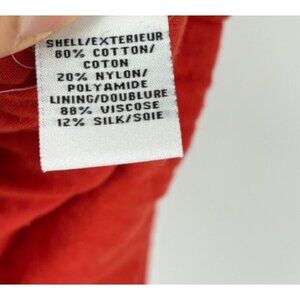 SHELL/EXTERIEUR
80% COTTON/
COTON
20% NYLON/
POLYAMIDE
LINING/DOUBLURE
88% VISCOSE
12% SILK/SOIE